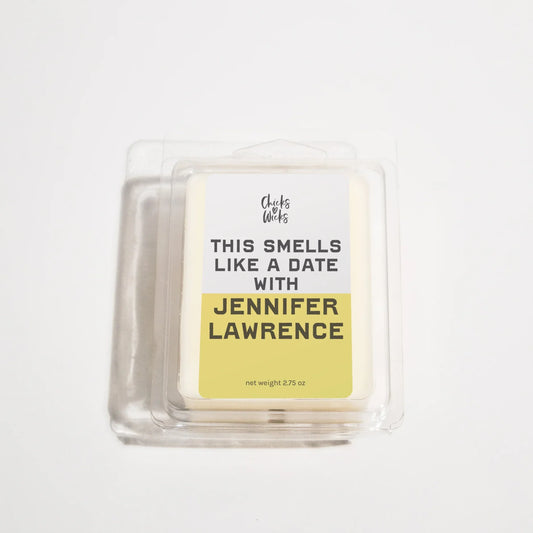 Chicks
Wicks
THIS SMELLS
LIKE A DATE
WITH
JENNIFER
LAWRENCE
net weight 2.75 oz